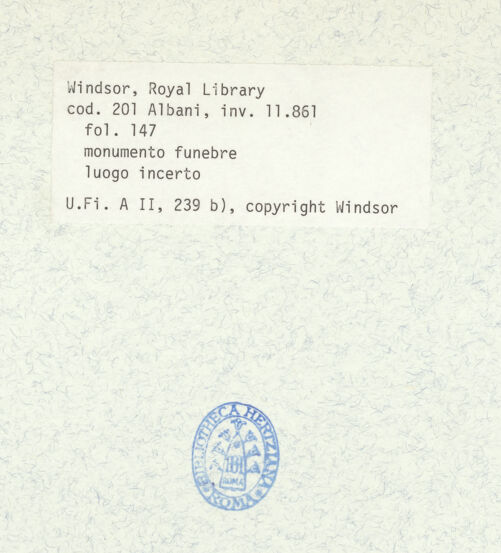 Windsor, Royal Library
cod. 201 Albani, inv. 11.861
fol. 147
monumento funebre
luogo incerto
U.Fi. A II, 239 b), copyright Windsor
BIBLIOTHECA HERTZIANA
ROMA
ROMA